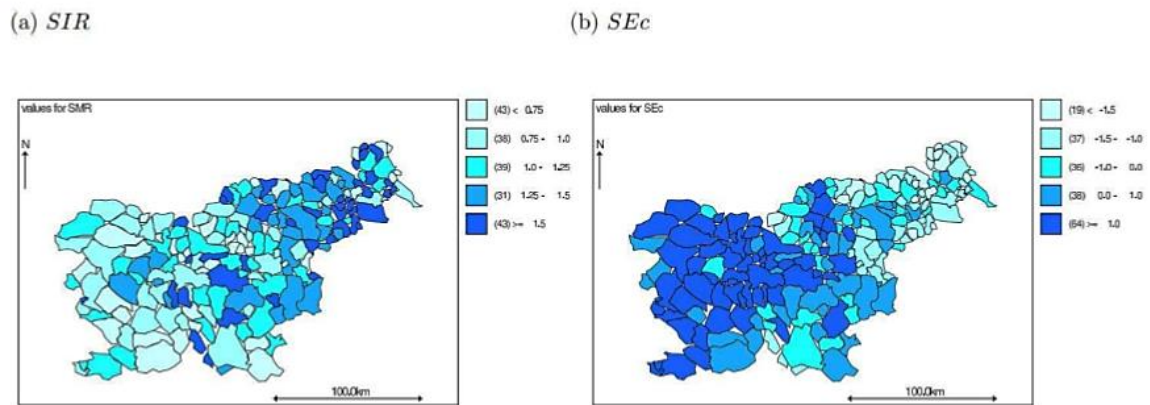 (a) SIR
(b) SEc
values for SMR
N
100.0km
(43) < 0.75
(38) 0.75 - 1.0
(39) 1.0 - 1.25
(31) 1.25 - 1.5
(43) >= 1.5
values for SEc
N
100.0km
(19) < -1.5
(37) -1.5 - -1.0
(36) -1.0 - 0.0
(38) 0.0 - 1.0
(64) >= 1.0